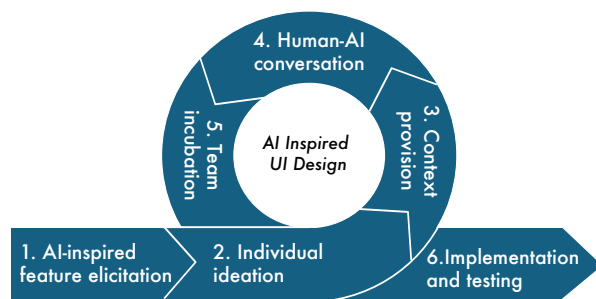 1. AI-inspired
feature elicitation
2. Individual
ideation
3. Context
provision
4. Human-AI
conversation
5. Team
incubation
6.Implementation
and testing
AI Inspired
UI Design